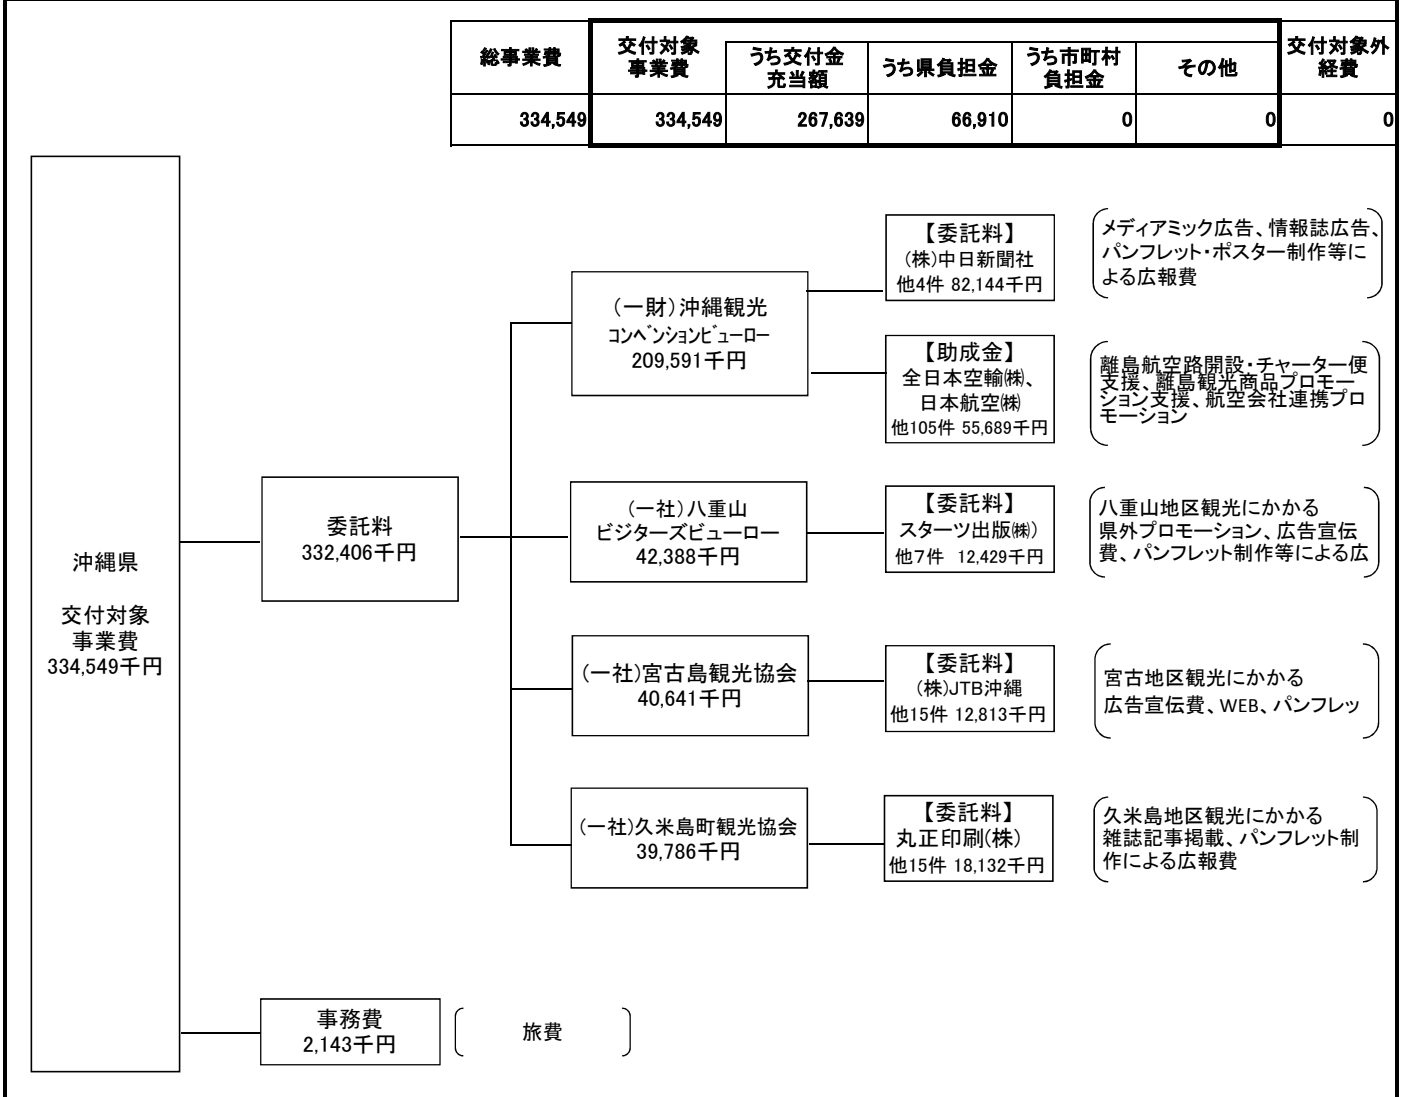 総事業費
交付対象
事業費
うち交付金
充当額
うち県負担金
うち市町村
負担金
その他
交付対象外
経費
334,549
334,549
267,639
66,910
0
0
0
沖縄県
交付対象
事業費
334,549千円
委託料
332,406千円
(一財)沖縄観光
コンベンションビューロー
209,591千円
【委託料】
(株)中日新聞社
他4件 82,144千円
メディアミック広告、情報誌広告、
パンフレット・ポスター制作等に
よる広報費
【助成金】
全日本空輸㈱、
日本航空㈱
他105件 55,689千円
離島航空路開設・チャーター便
支援、離島観光商品プロモー
ション支援、航空会社連携プロ
モーション
(一社)八重山
ビジターズビューロー
42,388千円
【委託料】
スターツ出版㈱)
他7件 12,429千円
八重山地区観光にかかる
県外プロモーション、広告宣伝
費、パンフレット制作等による広
(一社)宮古島観光協会
40,641千円
【委託料】
(株)JTB沖縄
他15件 12,813千円
宮古地区観光にかかる
広告宣伝費、WEB、パンフレッ
(一社)久米島町観光協会
39,786千円
【委託料】
丸正印刷(株)
他15件 18,132千円
久米島地区観光にかかる
雑誌記事掲載、パンフレット制
作による広報費
事務費
2,143千円
旅費